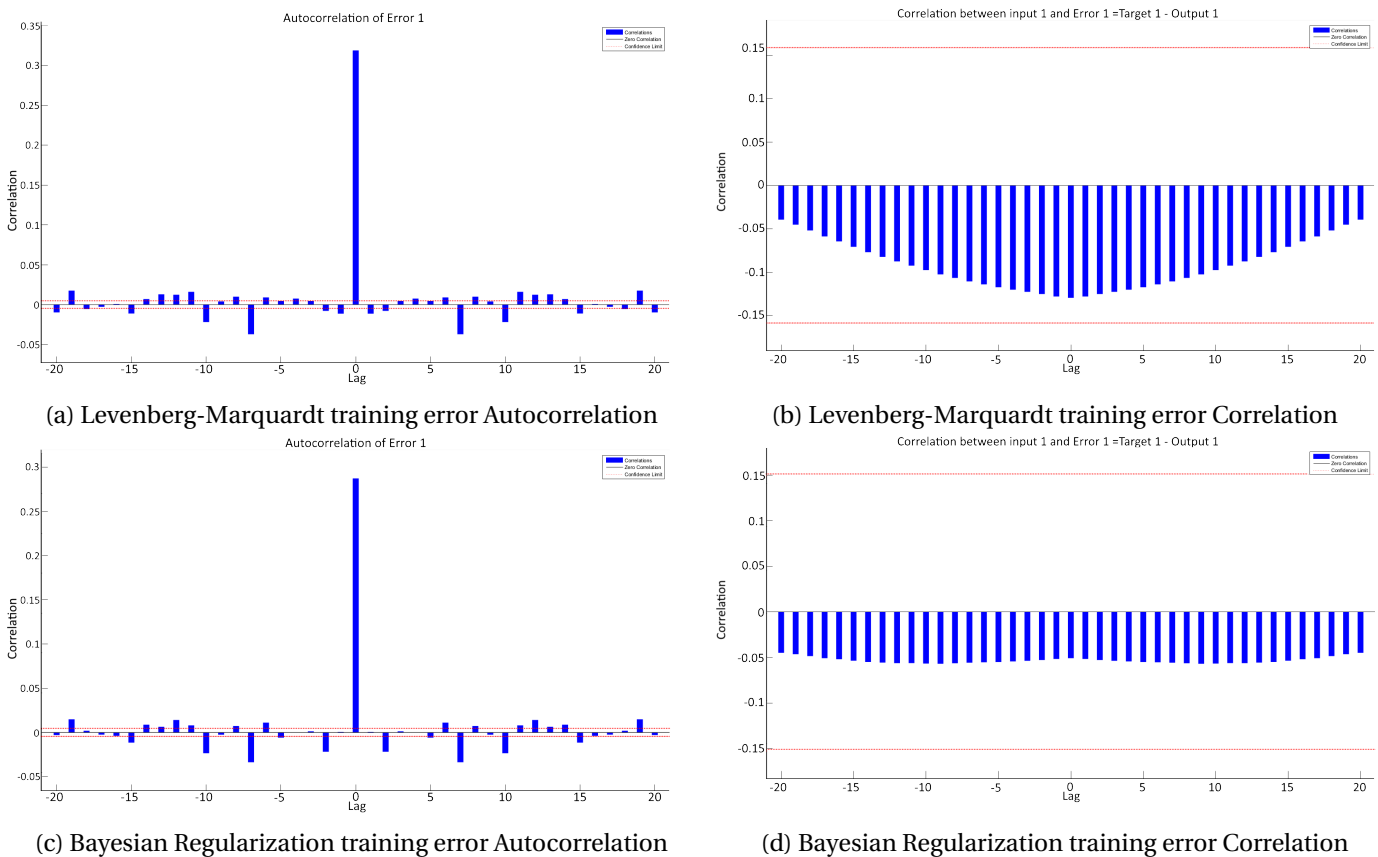 Autocorrelation of Error 1
Correlations
Zero Correlation
Confidence Limit
0.35
0.3
0.25
0.2
0.15
0.1
0.05
0
-0.05
Correlation
-20 -15 -10 -5 0 5 10 15 20
Lag
(a) Levenberg-Marquardt training error Autocorrelation
Correlation between input 1 and Error 1 =Target 1 - Output 1
Correlations
Zero Correlation
Confidence Limit
0.15
0.1
0.05
0
-0.05
-0.1
-0.15
Correlation
-20 -15 -10 -5 0 5 10 15 20
Lag
(b) Levenberg-Marquardt training error Correlation
Autocorrelation of Error 1
Correlations
Zero Correlation
Confidence Limit
0.3
0.25
0.2
0.15
0.1
0.05
0
-0.05
Correlation
-20 -15 -10 -5 0 5 10 15 20
Lag
(c) Bayesian Regularization training error Autocorrelation
Correlation between input 1 and Error 1 =Target 1 - Output 1
Correlations
Zero Correlation
Confidence Limit
0.15
0.1
0.05
0
-0.05
-0.1
-0.15
Correlation
-20 -15 -10 -5 0 5 10 15 20
Lag
(d) Bayesian Regularization training error Correlation